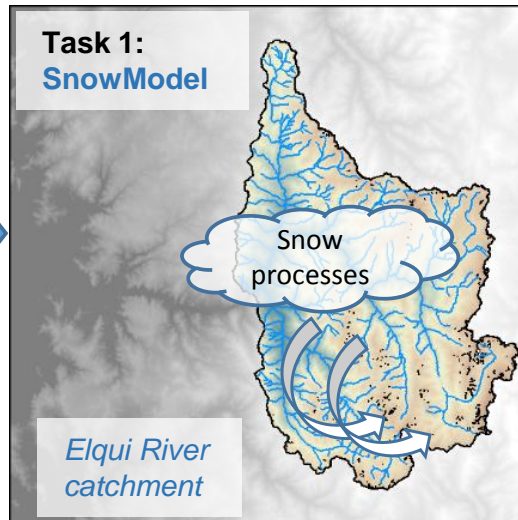 Task 1:
SnowModel
Snow
processes
Elqui River
catchment